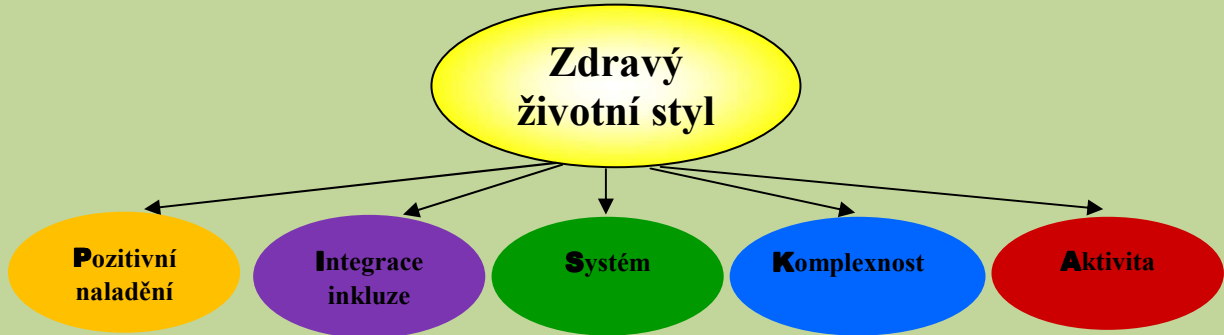 Zdravý
životní styl
Pozitivní
naladění
Integrace
inkluze
Systém
Komplexnost
Aktivita